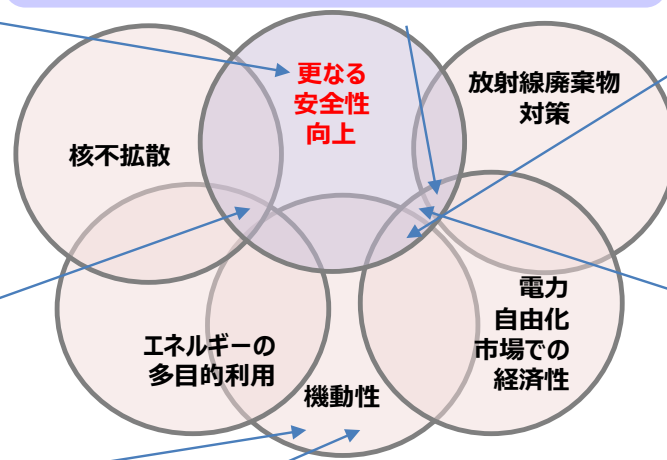 更なる
安全性
向上
放射線廃棄物
対策
核不拡散
電力
自由化
市場での
経済性
エネルギーの
多目的利用
機動性